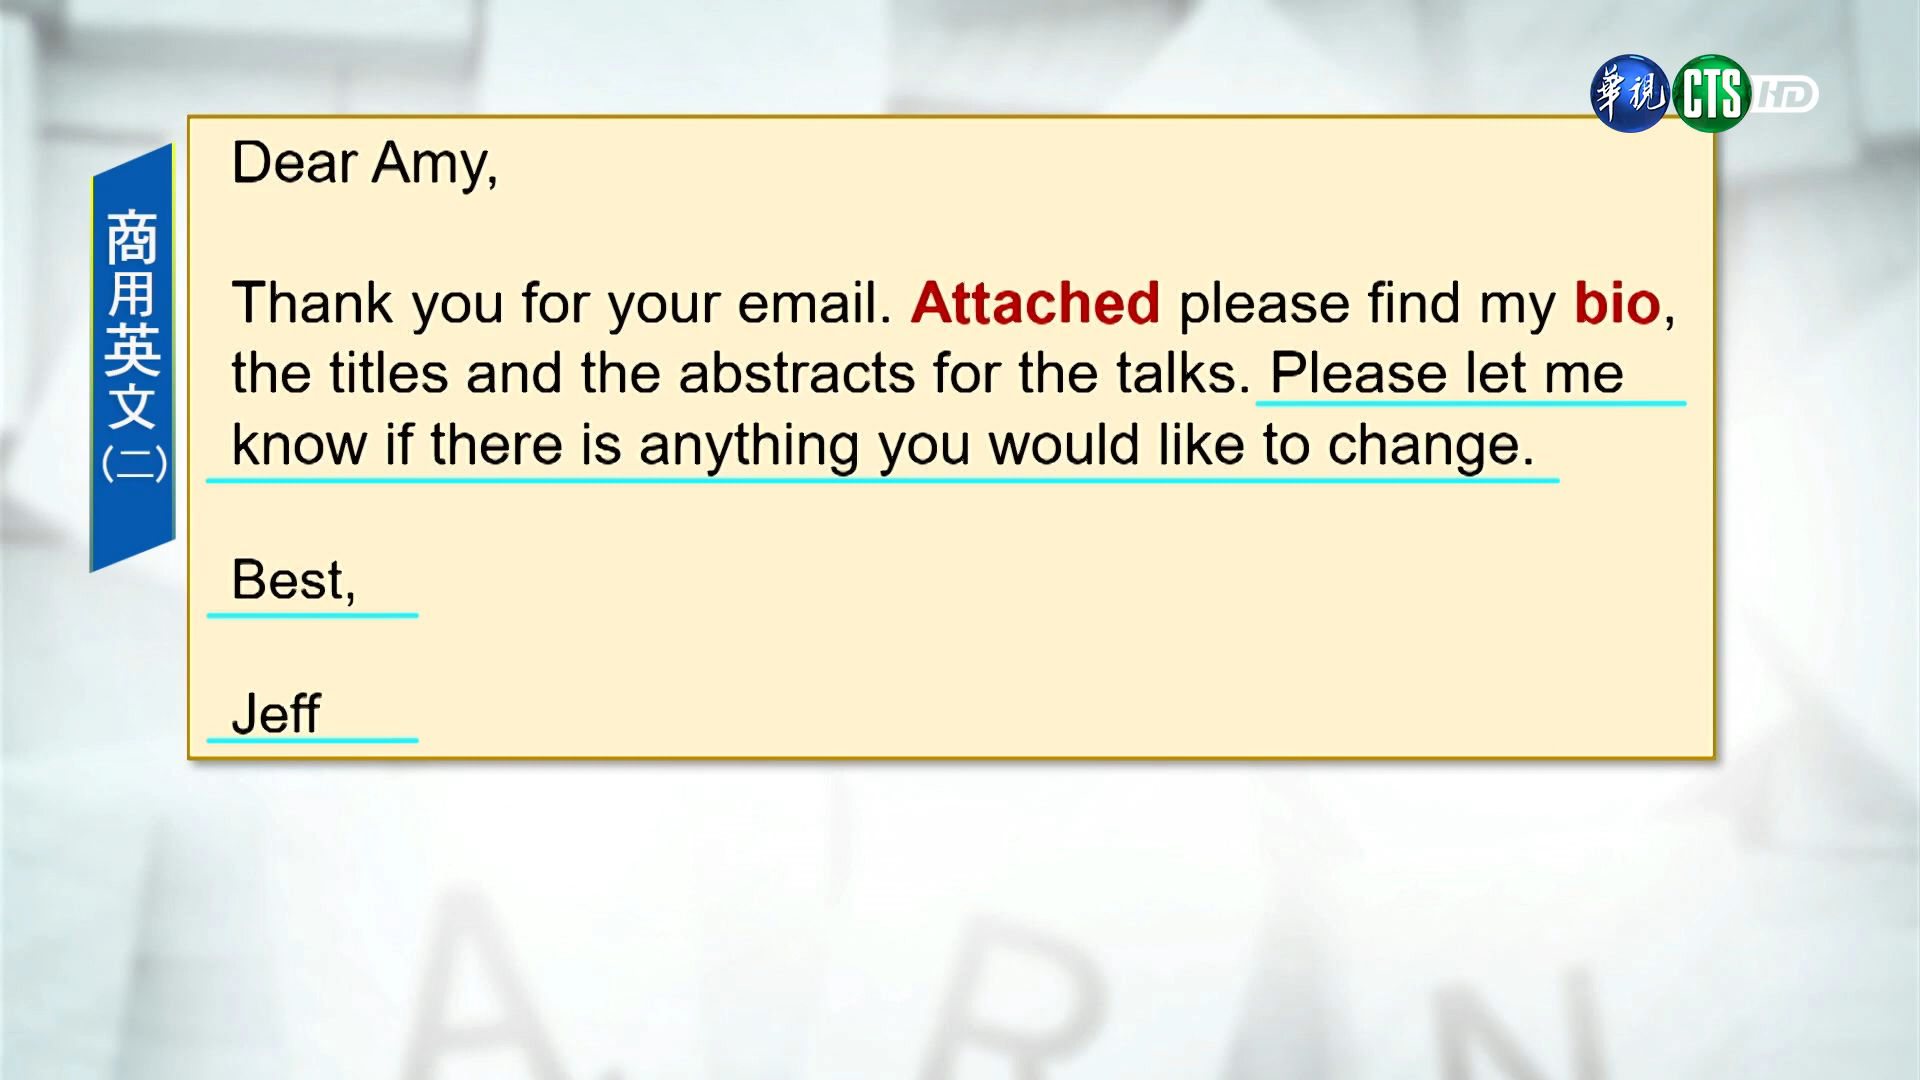 華視 CTS HD
商用英文(二)
Dear Amy,
Thank you for your email. Attached please find my bio,
the titles and the abstracts for the talks. Please let me
know if there is anything you would like to change.
Best,
Jeff
A R N